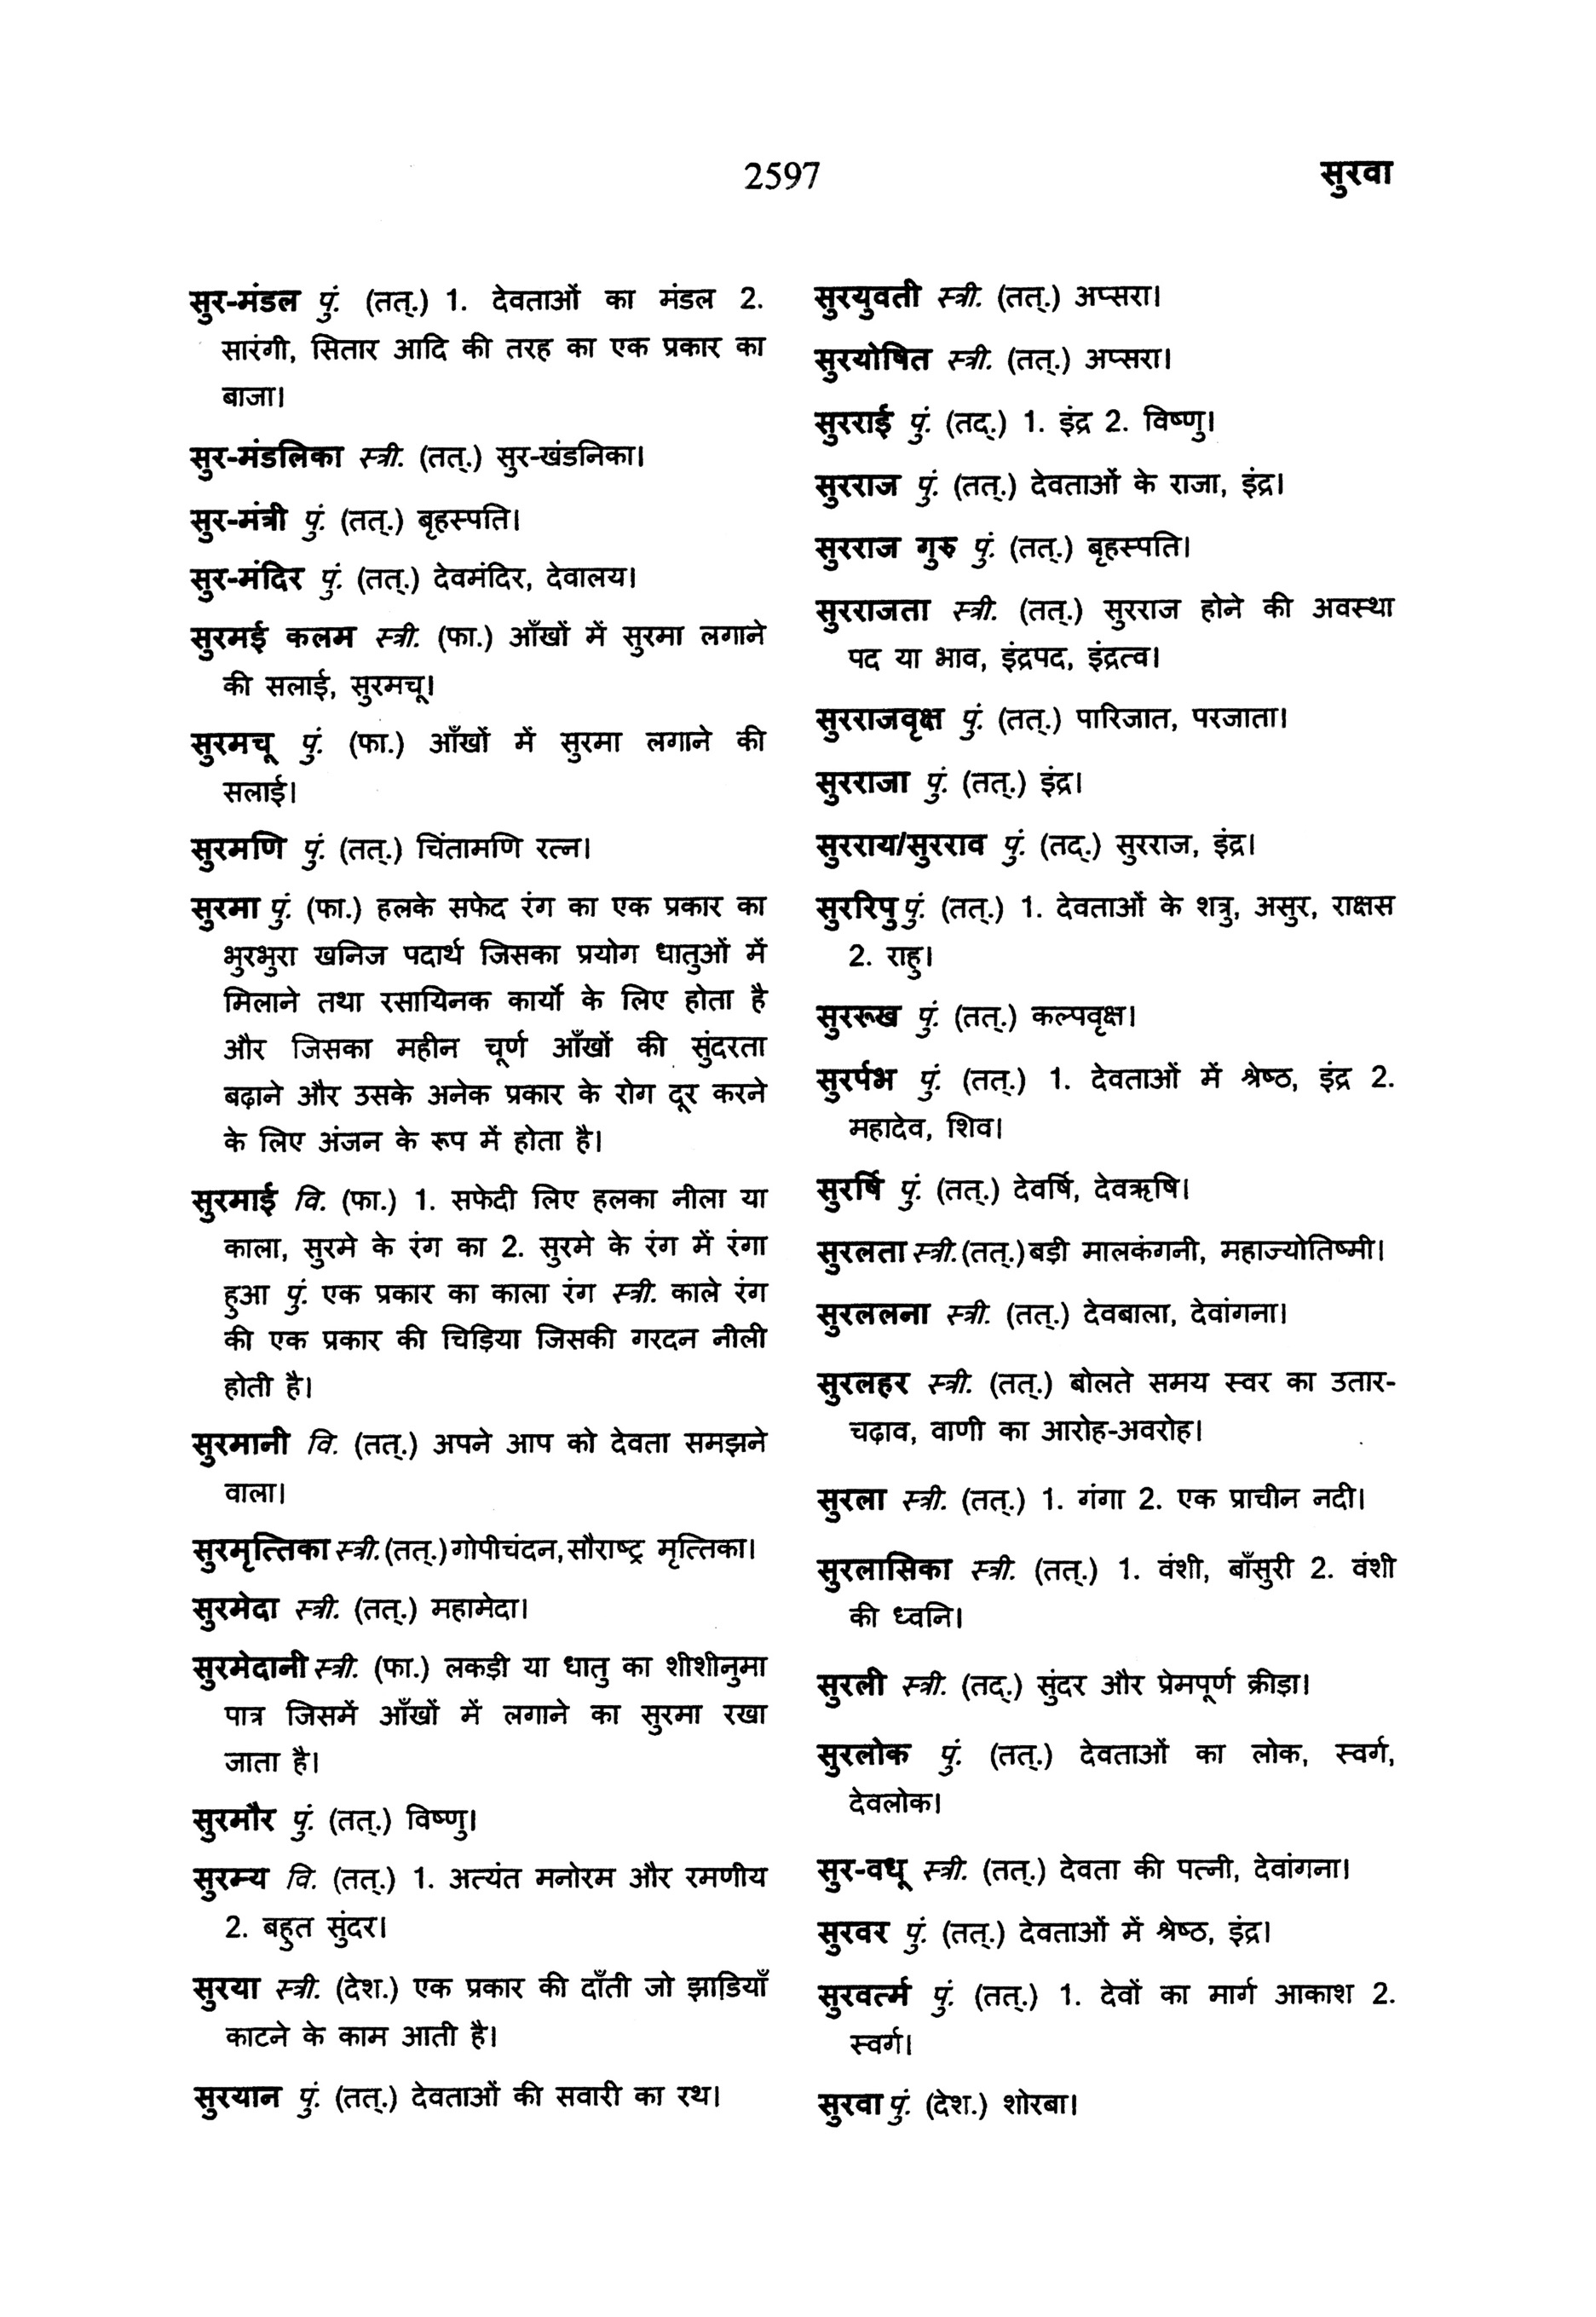 2597
सुरवा
सुर-मंडल पुं. (तत्.) 1. देवताओं का मंडल 2.
सारंगी, सितार आदि की तरह का एक प्रकार का
बाजा।
सुर-मंडलिका स्त्री. (तत्.) सुर-खंडनिका।
सुर-मंत्री पुं. (तत्.) बृहस्पति।
सुर-मंदिर पुं. (तत्.) देवमंदिर, देवालय।
सुरमई कलम स्त्री. (फा.) आँखों में सुरमा लगाने
की सलाई, सुरमचू।
सुरमचू पुं. (फा.) आँखों में सुरमा लगाने की
सलाई।
सुरमणि पुं. (तत्.) चिंतामणि रत्न।
सुरमा पुं. (फा.) हलके सफेद रंग का एक प्रकार का
भुरभुरा खनिज पदार्थ जिसका प्रयोग धातुओं में
मिलाने तथा रसायिनक कार्यो के लिए होता है
और जिसका महीन चूर्ण आँखों की सुंदरता
बढ़ाने और उसके अनेक प्रकार के रोग दूर करने
के लिए अंजन के रूप में होता है।
सुरमाई वि. (फा.) 1. सफेदी लिए हलका नीला या
काला, सुरमे के रंग का 2. सुरमे के रंग में रंगा
हुआ पुं. एक प्रकार का काला रंग स्त्री. काले रंग
की एक प्रकार की चिड़िया जिसकी गरदन नीली
होती है।
सुरमानी वि. (तत्.) अपने आप को देवता समझने
वाला।
सुरमृत्तिका स्त्री. (तत्.) गोपीचंदन, सौराष्ट्र मृत्तिका।
सुरमेदा स्त्री. (तत्.) महामेदा।
सुरमेदानी स्त्री. (फा.) लकड़ी या धातु का शीशीनुमा
पात्र जिसमें आँखों में लगाने का सुरमा रखा
जाता है।
सुरमौर पुं. (तत्.) विष्णु।
सुरम्य वि. (तत्.) 1. अत्यंत मनोरम और रमणीय
2. बहुत सुंदर।
सुरया स्त्री. (देश.) एक प्रकार की दाँती जो झाडियाँ
काटने के काम आती है।
सुरयान पुं. (तत्.) देवताओं की सवारी का रथ।
सुरयुवती स्त्री. (तत्.) अप्सरा।
सुरयोषित स्त्री. (तत्.) अप्सरा।
सुरराई पुं. (तद्.) 1. इंद्र 2. विष्णु।
सुरराज पुं. (तत्.) देवताओं के राजा, इंद्र।
सुरराज गुरु पुं. (तत्.) बृहस्पति।
सुरराजता स्त्री. (तत्.) सुरराज होने की अवस्था
पद या भाव, इंद्रपद, इंद्रत्व।
सुरराजवृक्ष पुं. (तत्.) पारिजात, परजाता।
सुरराजा पुं. (तत्.) इंद्र।
सुरराय/सुरराव पुं. (तद्.) सुरराज, इंद्र।
सुररिपु पुं. (तत्.) 1. देवताओं के शत्रु, असुर, राक्षस
2. राहु।
सुररूख पुं. (तत्.) कल्पवृक्ष।
सुरर्पभ पुं. (तत्.) 1. देवताओं में श्रेष्ठ, इंद्र 2.
महादेव, शिव।
सुरर्षि पुं. (तत्.) देवर्षि, देवऋषि।
सुरलता स्त्री. (तत्.) बड़ी मालकंगनी, महाज्योतिष्मी।
सुरललना स्त्री. (तत्.) देवबाला, देवांगना।
सुरलहर स्त्री. (तत्.) बोलते समय स्वर का उतार-
चढ़ाव, वाणी का आरोह-अवरोह।
सुरला स्त्री. (तत्.) 1. गंगा 2. एक प्राचीन नदी।
सुरलासिका स्त्री. (तत्.) 1. वंशी, बाँसुरी 2. वंशी
की ध्वनि।
सुरली स्त्री. (तद्.) सुंदर और प्रेमपूर्ण क्रीड़ा।
सुरलोक पुं. (तत्.) देवताओं का लोक, स्वर्ग,
देवलोक।
सुर-वधू स्त्री. (तत्.) देवता की पत्नी, देवांगना।
सुरवर पुं. (तत्.) देवताओं में श्रेष्ठ, इंद्र।
सुरवर्त्म पुं. (तत्.) 1. देवों का मार्ग आकाश 2.
स्वर्ग।
सुरवा पुं. (देश.) शोरबा।